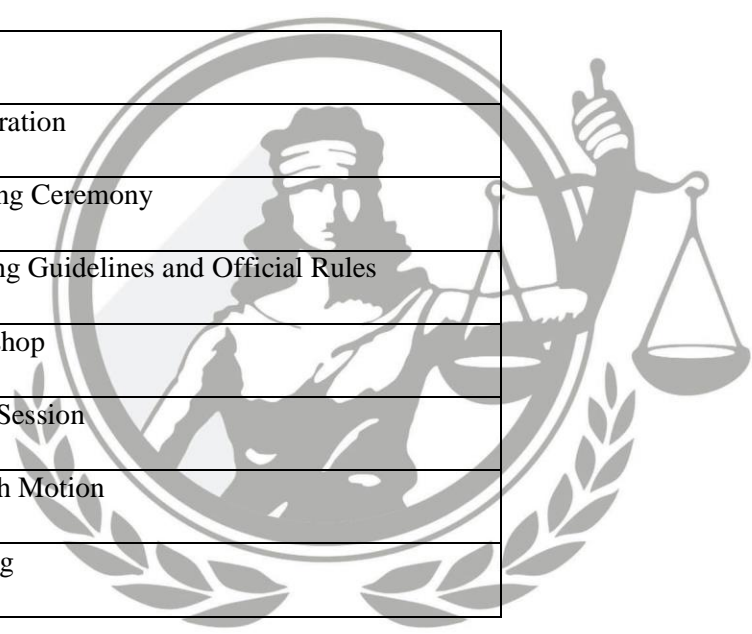 ration
ng Ceremony
ng Guidelines and Official Rules
hop
Session
h Motion
g